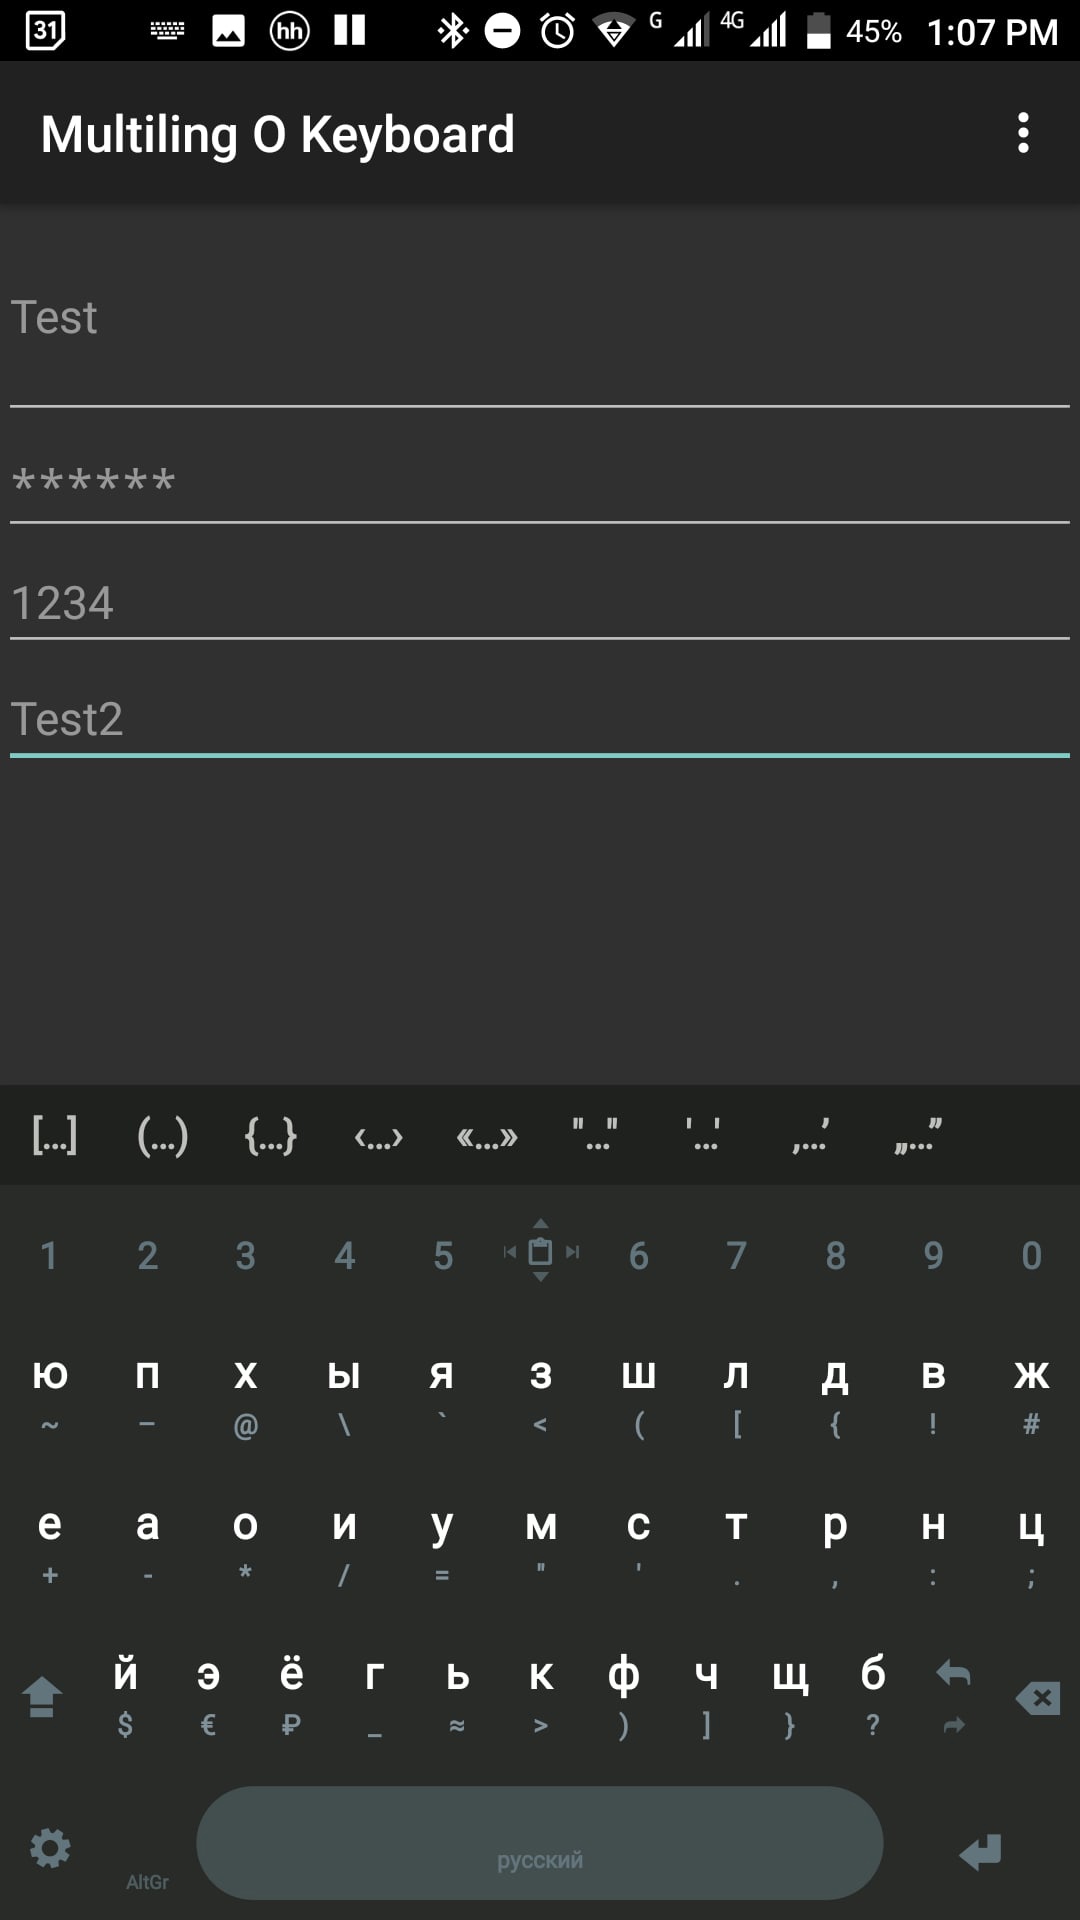 31 hh G 4G 45% 1:07 PM
Multiling O Keyboard
Test
******
1234
Test2
[...] (...) {...} ‹...› «...» "..." '...' ‚...’ „...”
1 2 3 4 5 6 7 8 9 0
ю п х ы я з ш л д в ж
~ – @ \ ` < ( [ { ! #
е а о и у м с т р н ц
+ - * / = " ' . , : ;
й э ё г ь к ф ч щ б
$ € ₽ _ ≈ > ) ] } ?
AltGr русский